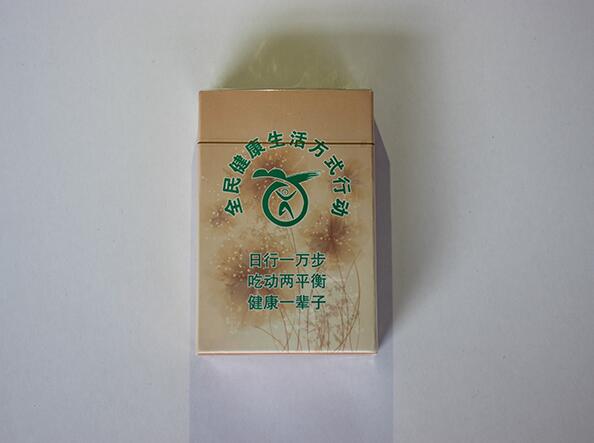 全民健康生活方式行动
日行一万步
吃动两平衡
健康一辈子